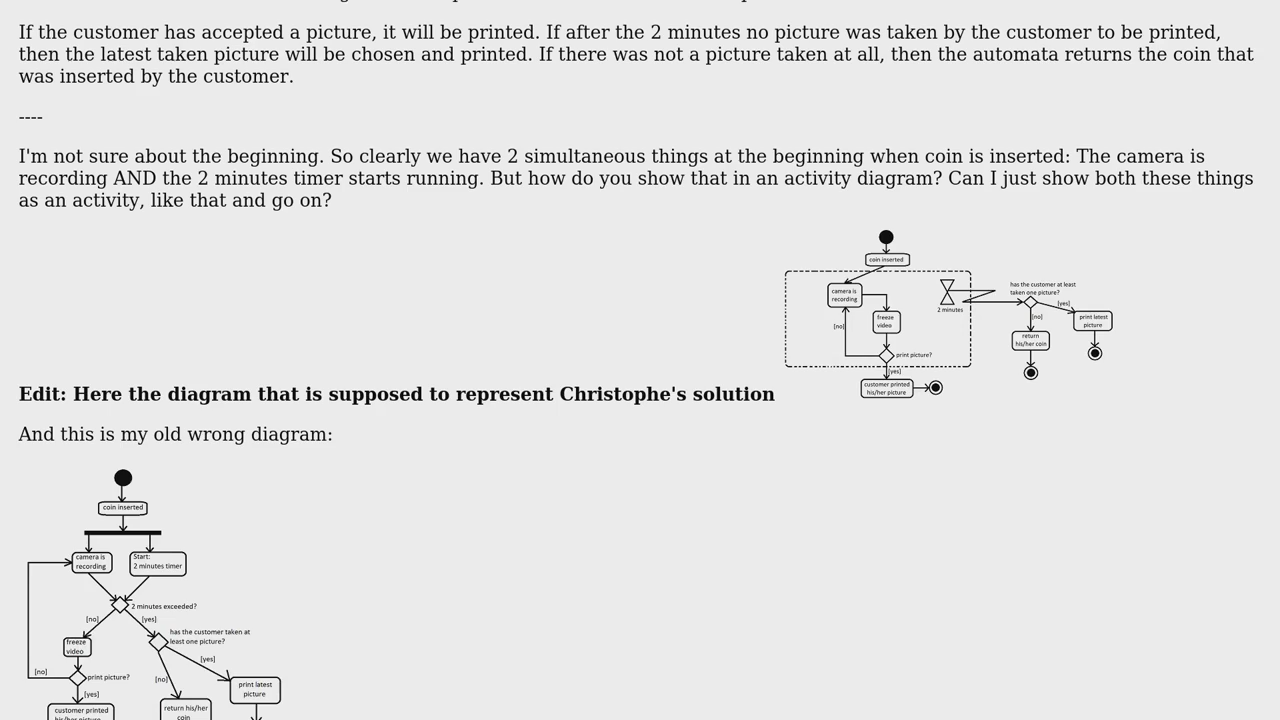 If the customer has accepted a picture, it will be printed. If after the 2 minutes no picture was taken by the customer to be printed,
then the latest taken picture will be chosen and printed. If there was not a picture taken at all, then the automata returns the coin that
was inserted by the customer.
----
I'm not sure about the beginning. So clearly we have 2 simultaneous things at the beginning when coin is inserted: The camera is
recording AND the 2 minutes timer starts running. But how do you show that in an activity diagram? Can I just show both these things
as an activity, like that and go on?
coin inserted
camera is
recording
freeze
video
[no]
print picture?
[yes]
customer printed
his/her picture
2 minutes
has the customer at least
taken one picture?
[yes]
[no]
print latest
picture
return
his/her coin
Edit: Here the diagram that is supposed to represent Christophe's solution
And this is my old wrong diagram:
coin inserted
camera is
recording
Start:
2 minutes timer
2 minutes exceeded?
[no]
[yes]
has the customer taken at
least one picture?
freeze
video
[yes]
[no]
print picture?
[no]
print latest
picture
[yes]
customer printed
his/her picture
return his/her
coin